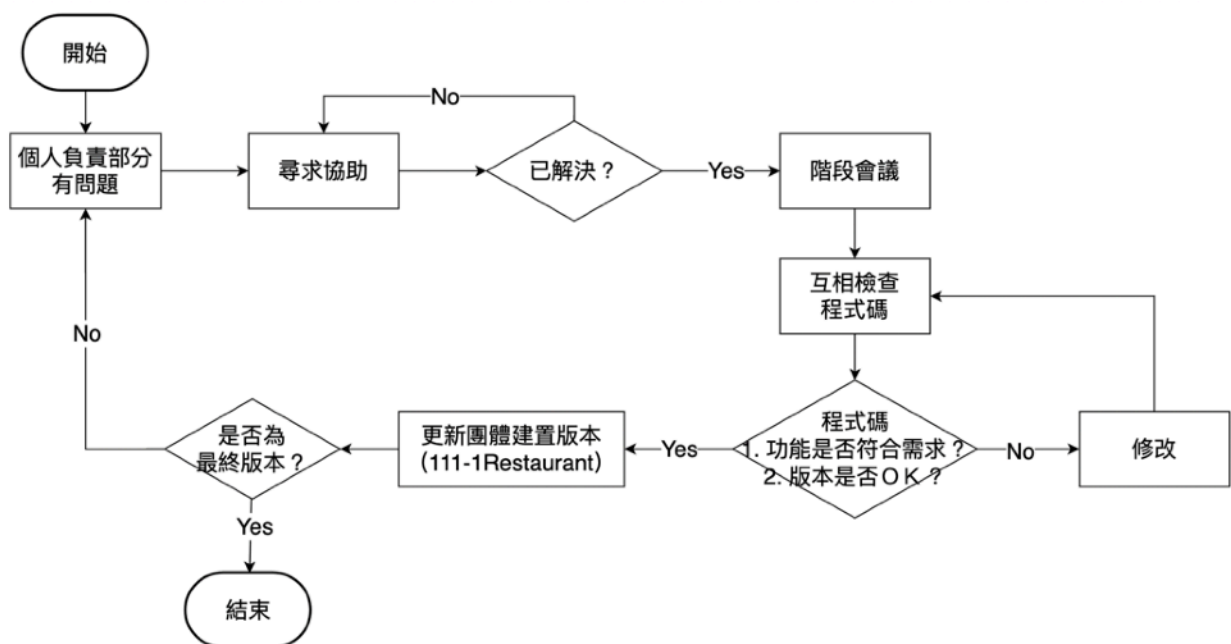 開始
No
個人負責部分
有問題
尋求協助
已解決？
Yes
階段會議
互相檢查
程式碼
No
程式碼
1. 功能是否符合需求？
2. 版本是否ＯＫ？
No
修改
Yes
更新團體建置版本
(111-1Restaurant)
是否為
最終版本？
Yes
結束